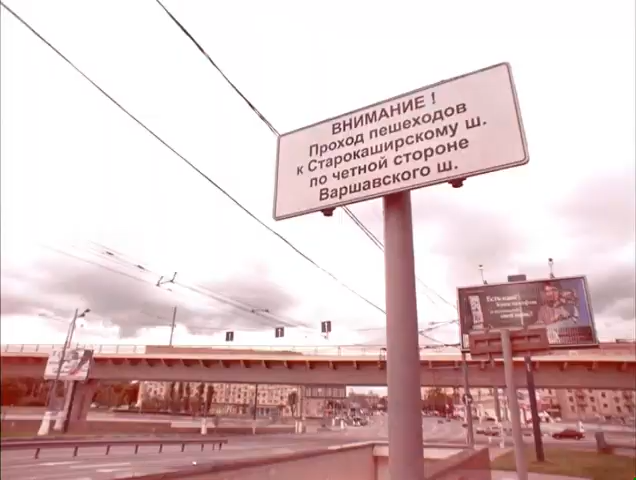 ВНИМАНИЕ !
Проход пешеходов
к Старокаширскому ш.
по четной стороне
Варшавского ш.